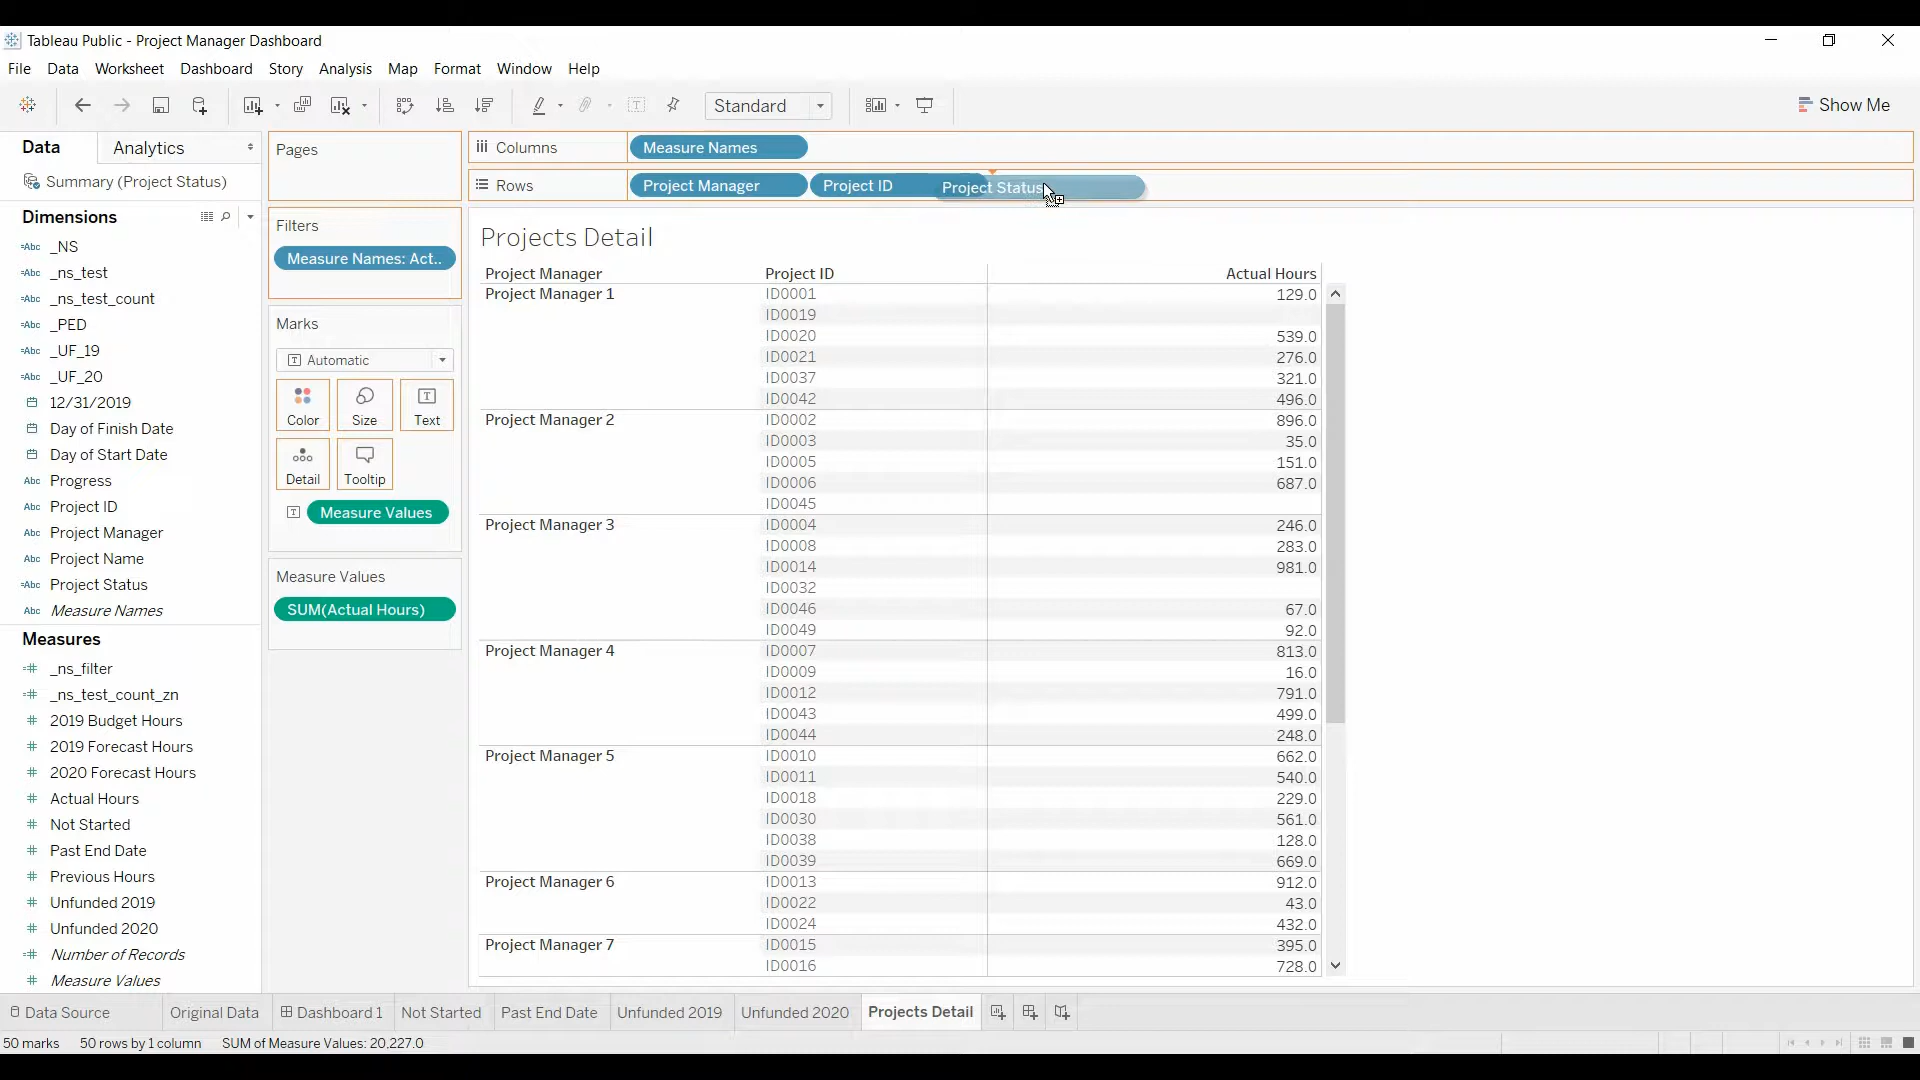 Tableau Public - Project Manager Dashboard
File Data Worksheet Dashboard Story Analysis Map Format Window Help
Standard
Show Me
Data Analytics
Summary (Project Status)
Dimensions
Abc _NS
Abc _ns_test
Abc _ns_test_count
Abc _PED
Abc _UF_19
Abc _UF_20
12/31/2019
Day of Finish Date
Day of Start Date
Abc Progress
Abc Project ID
Abc Project Manager
Abc Project Name
Abc Project Status
Abc Measure Names
Measures
_ns_filter
_ns_test_count_zn
2019 Budget Hours
2019 Forecast Hours
2020 Forecast Hours
Actual Hours
Not Started
Past End Date
Previous Hours
Unfunded 2019
Unfunded 2020
Number of Records
Measure Values
Pages
Filters
Measure Names: Act..
Marks
Automatic
Color Size Text
Detail Tooltip
Measure Values
Measure Values
SUM(Actual Hours)
Columns Measure Names
Rows Project Manager Project ID Project Status
Projects Detail
Project Manager Project ID Actual Hours
Project Manager 1 ID0001 129.0
ID0019
ID0020 539.0
ID0021 276.0
ID0037 321.0
ID0042 496.0
Project Manager 2 ID0002 896.0
ID0003 35.0
ID0005 151.0
ID0006 687.0
ID0045
Project Manager 3 ID0004 246.0
ID0008 283.0
ID0014 981.0
ID0032
ID0046 67.0
ID0049 92.0
Project Manager 4 ID0007 813.0
ID0009 16.0
ID0012 791.0
ID0043 499.0
ID0044 248.0
Project Manager 5 ID0010 662.0
ID0011 540.0
ID0018 229.0
ID0030 561.0
ID0038 128.0
ID0039 669.0
Project Manager 6 ID0013 912.0
ID0022 43.0
ID0024 432.0
Project Manager 7 ID0015 395.0
ID0016 728.0
Data Source Original Data Dashboard 1 Not Started Past End Date Unfunded 2019 Unfunded 2020 Projects Detail
50 marks 50 rows by 1 column SUM of Measure Values: 20,227.0